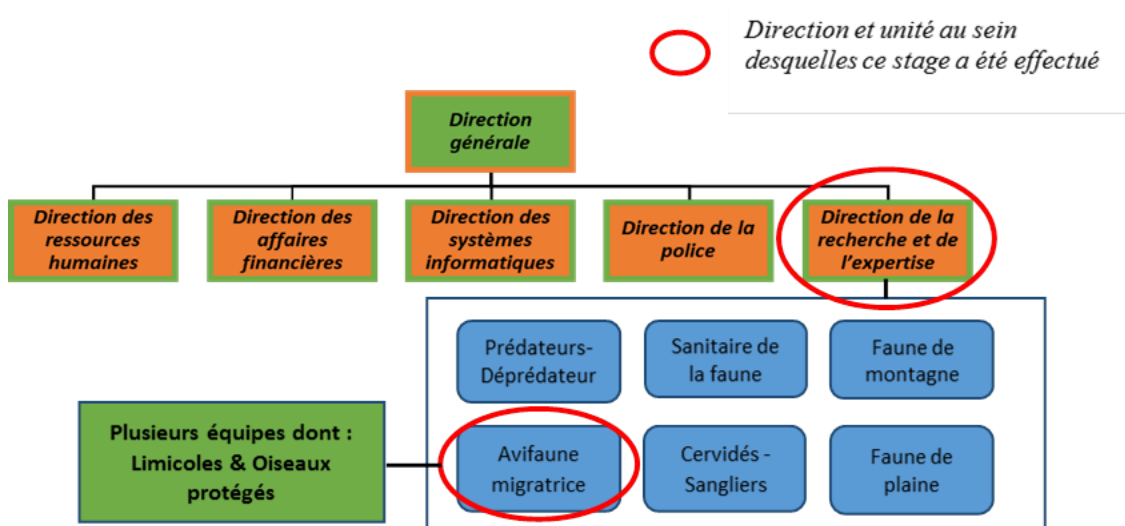 Direction et unité au sein
desquelles ce stage a été effectué
Direction
générale
Direction des
ressources
humaines
Direction des
affaires
financières
Direction des
systèmes
informatiques
Direction de la
police
Direction de la
recherche et de
l’expertise
Prédateurs-
Déprédateur
Sanitaire de
la faune
Faune de
montagne
Plusieurs équipes dont :
Limicoles & Oiseaux
protégés
Avifaune
migratrice
Cervidés -
Sangliers
Faune de
plaine